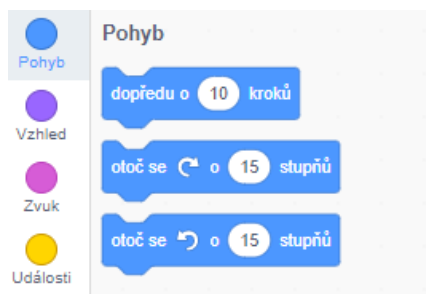 Pohyb
Vzhled
Zvuk
Události
Pohyb
dopředu o 10 kroků
otoč se o 15 stupňů
otoč se o 15 stupňů